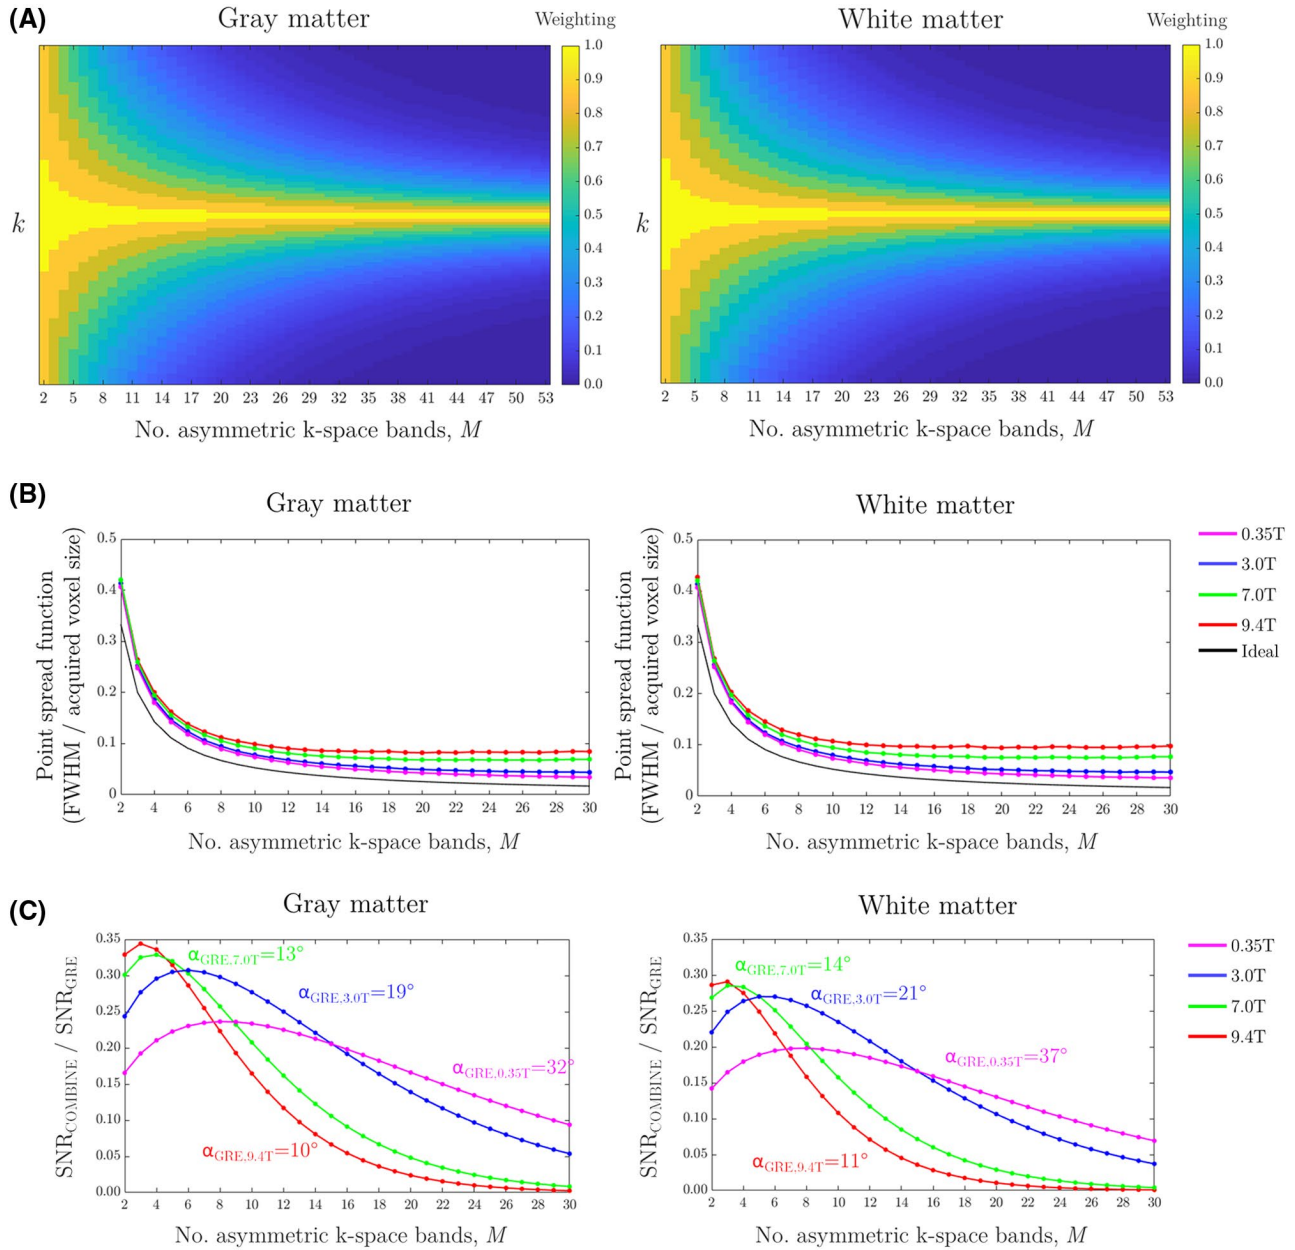 (A)
Gray matter
Weighting
White matter
Weighting
1.0
0.9
0.8
0.7
0.6
0.5
0.4
0.3
0.2
0.1
0.0
k
2 5 8 11 14 17 20 23 26 29 32 35 38 41 44 47 50 53
No. asymmetric k-space bands, M
1.0
0.9
0.8
0.7
0.6
0.5
0.4
0.3
0.2
0.1
0.0
k
2 5 8 11 14 17 20 23 26 29 32 35 38 41 44 47 50 53
No. asymmetric k-space bands, M
(B)
Gray matter
Point spread function
(FWHM / acquired voxel size)
0.5
0.4
0.3
0.2
0.1
0
2 4 6 8 10 12 14 16 18 20 22 24 26 28 30
No. asymmetric k-space bands, M
White matter
Point spread function
(FWHM / acquired voxel size)
0.5
0.4
0.3
0.2
0.1
0
2 4 6 8 10 12 14 16 18 20 22 24 26 28 30
No. asymmetric k-space bands, M
0.35T
3.0T
7.0T
9.4T
Ideal
(C)
Gray matter
SNRCOMBINE / SNRGRE
0.35
0.30
0.25
0.20
0.15
0.10
0.05
0.00
αGRE,7.0T=13°
αGRE,3.0T=19°
αGRE,0.35T=32°
αGRE,9.4T=10°
2 4 6 8 10 12 14 16 18 20 22 24 26 28 30
No. asymmetric k-space bands, M
White matter
SNRCOMBINE / SNRGRE
0.35
0.30
0.25
0.20
0.15
0.10
0.05
0.00
αGRE,7.0T=14°
αGRE,3.0T=21°
αGRE,0.35T=37°
αGRE,9.4T=11°
2 4 6 8 10 12 14 16 18 20 22 24 26 28 30
No. asymmetric k-space bands, M
0.35T
3.0T
7.0T
9.4T